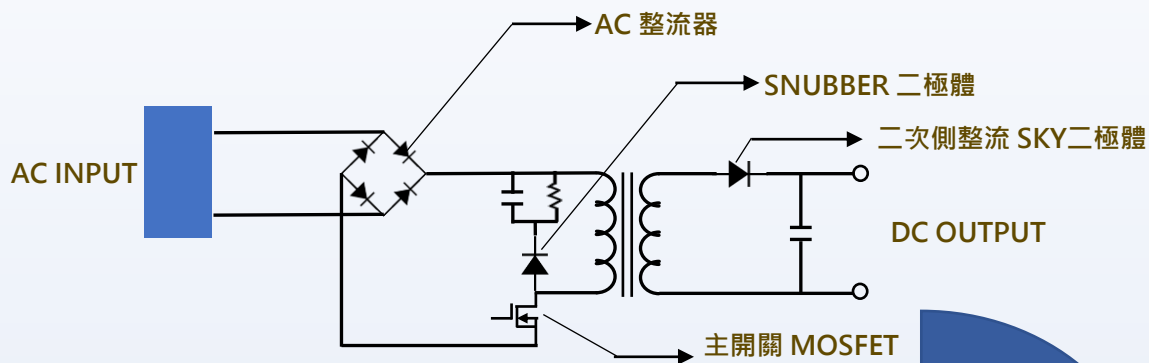 AC 整流器
SNUBBER 二極體
二次側整流 SKY二極體
AC INPUT
DC OUTPUT
主開關 MOSFET